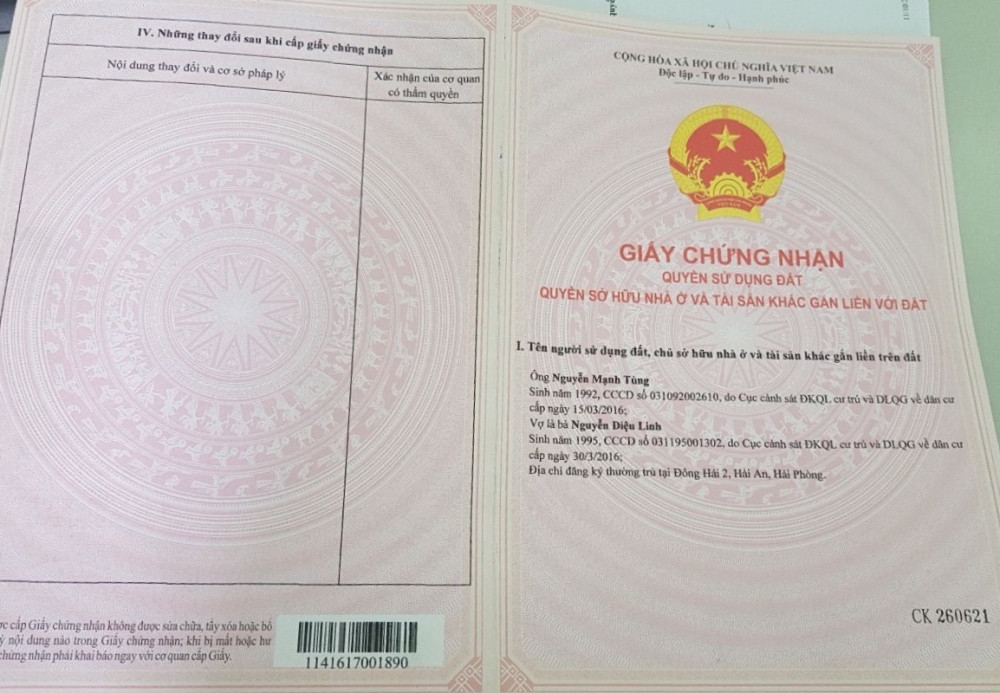 IV. Những thay đổi sau khi cấp giấy chứng nhận
Nội dung thay đổi và cơ sở pháp lý
Xác nhận của cơ quan
có thẩm quyền
cấp Giấy chứng nhận không được sửa chữa, tẩy xóa hoặc bổ
nội dung nào trong Giấy chứng nhận; khi bị mất hoặc hư
chứng nhận phải khai báo ngay với cơ quan cấp Giấy.
1141617001890
CỘNG HÒA XÃ HỘI CHỦ NGHĨA VIỆT NAM
Độc lập - Tự do - Hạnh phúc
GIẤY CHỨNG NHẬN
QUYỀN SỬ DỤNG ĐẤT
QUYỀN SỞ HỮU NHÀ Ở VÀ TÀI SẢN KHÁC GẮN LIỀN VỚI ĐẤT
I. Tên người sử dụng đất, chủ sở hữu nhà ở và tài sản khác gắn liền trên đất
Ông Nguyễn Mạnh Tùng
Sinh năm 1992, CCCD số 031092002610, do Cục cảnh sát ĐKQL cư trú và DLQG về dân cư
cấp ngày 15/03/2016;
Vợ là bà Nguyễn Diệu Linh
Sinh năm 1995, CCCD số 031195001302, do Cục cảnh sát ĐKQL cư trú và DLQG về dân cư
cấp ngày 30/3/2016;
Địa chỉ đăng ký thường trú tại Đông Hải 2, Hải An, Hải Phòng.
CK 260621